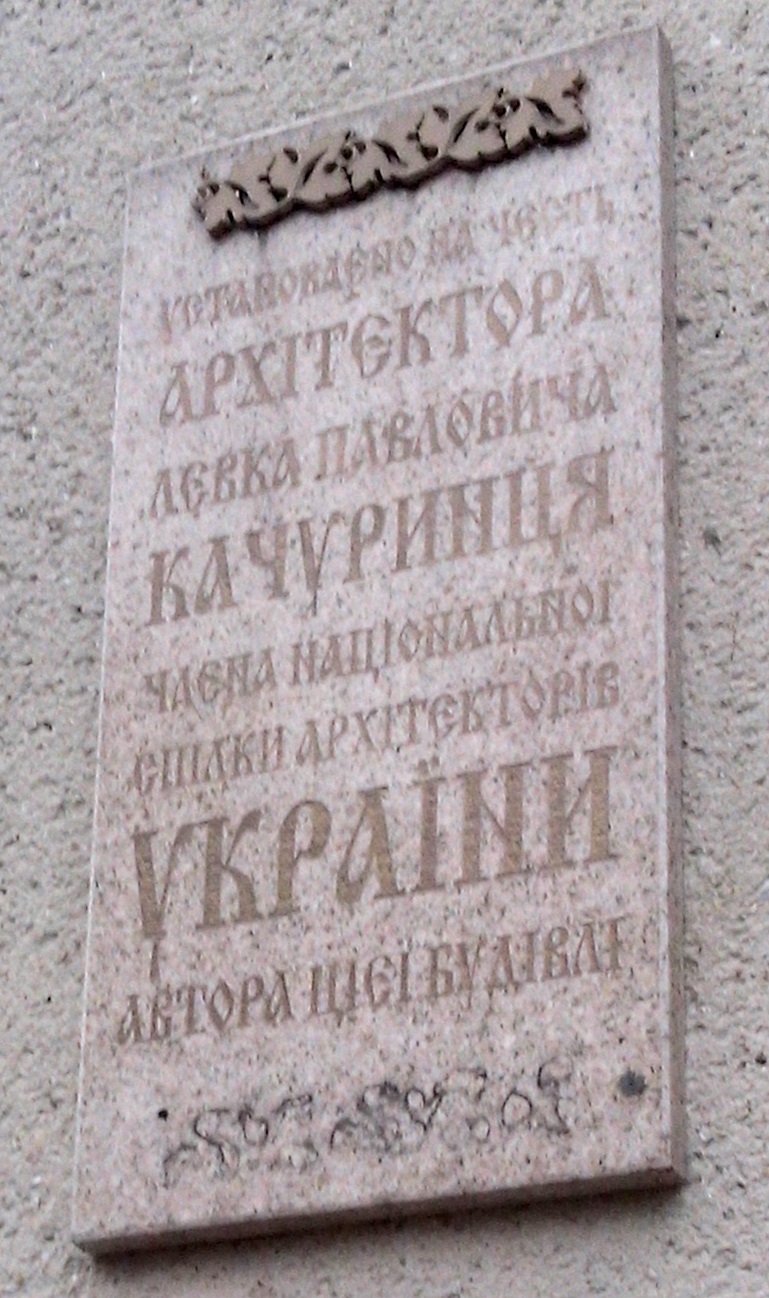 УСТАНОВЛЕНО НА ЧЕСТЬ
АРХІТЕКТОРА
ЛЕВКА ПАВЛОВИЧА
КАЧУРИНЦЯ
ЧЛЕНА НАЦІОНАЛЬНОЇ
СПІЛКИ АРХІТЕКТОРІВ
УКРАЇНИ
АВТОРА ЦІЄЇ БУДІВЛІ